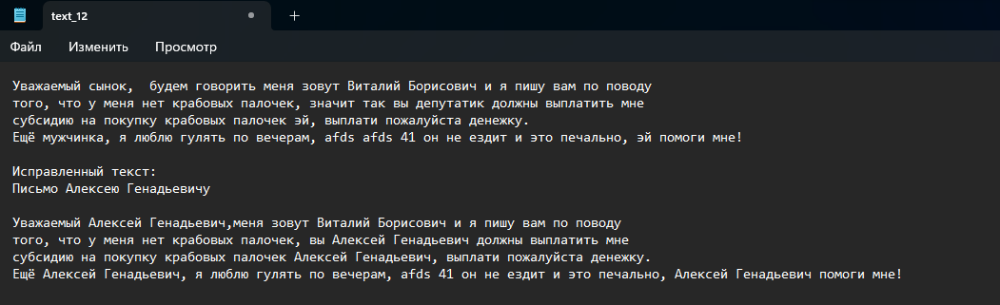 text_12
Файл Изменить Просмотр
Уважаемый сынок,  будем говорить меня зовут Виталий Борисович и я пишу вам по поводу
того, что у меня нет крабовых палочек, значит так вы депутатик должны выплатить мне
субсидию на покупку крабовых палочек эй, выплати пожалуйста денежку.
Ещё мужчинка, я люблю гулять по вечерам, afds afds 41 он не ездит и это печально, эй помоги мне!
Исправленный текст:
Письмо Алексею Генадьевичу
Уважаемый Алексей Генадьевич,меня зовут Виталий Борисович и я пишу вам по поводу
того, что у меня нет крабовых палочек, вы Алексей Генадьевич должны выплатить мне
субсидию на покупку крабовых палочек Алексей Генадьевич, выплати пожалуйста денежку.
Ещё Алексей Генадьевич, я люблю гулять по вечерам, afds 41 он не ездит и это печально, Алексей Генадьевич помоги мне!